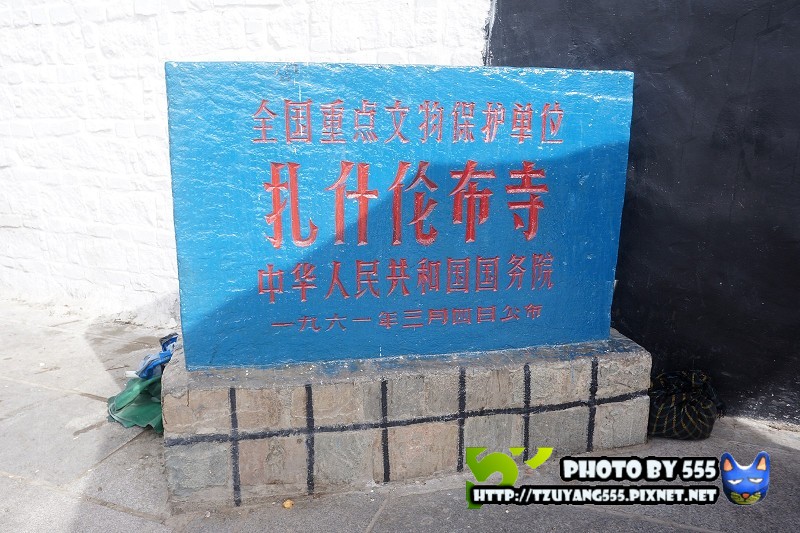 全国重点文物保护单位
扎什伦布寺
中华人民共和国国务院
一九六一年三月四日公布
PHOTO BY 555
HTTP://TZUYANG555.PIXNET.NET